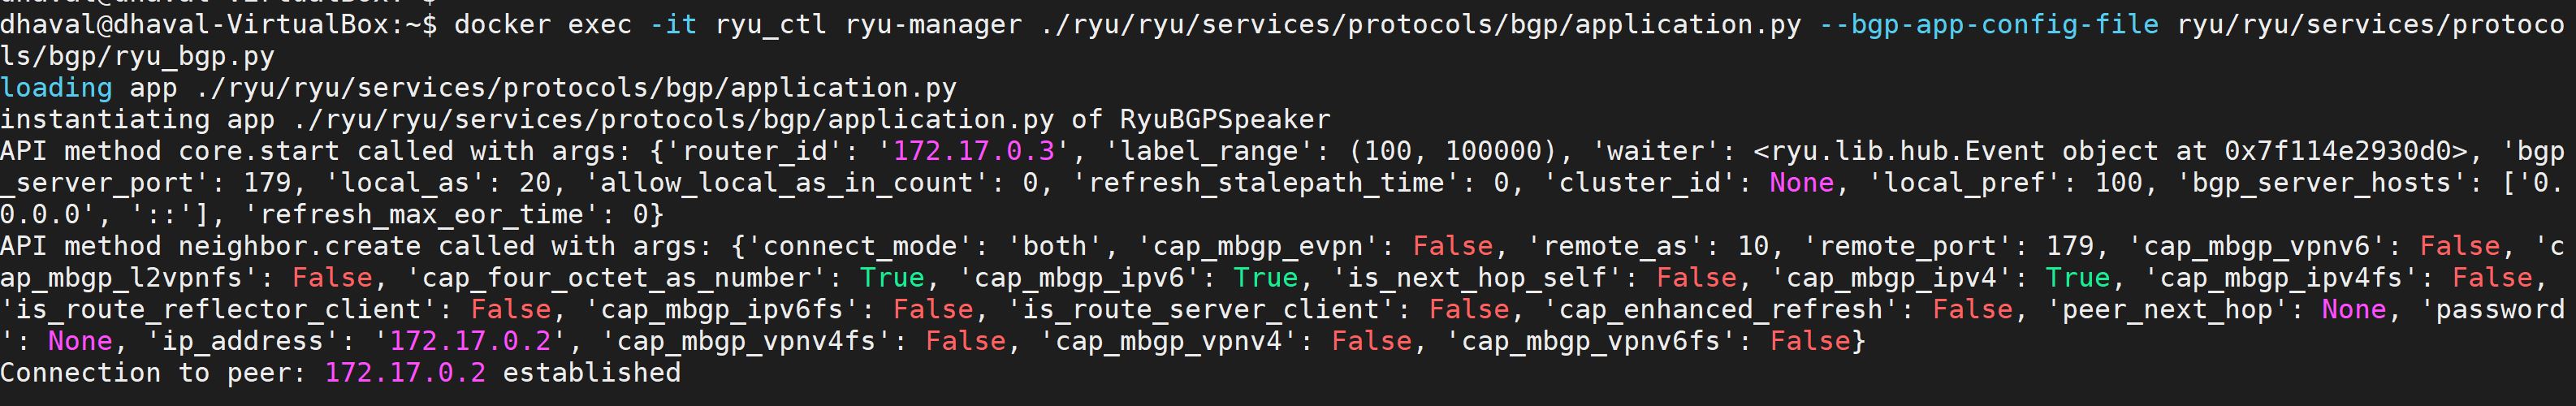 dhaval@dhaval-VirtualBox:~$ docker exec -it ryu_ctl ryu-manager ./ryu/ryu/services/protocols/bgp/application.py --bgp-app-config-file ryu/ryu/services/protoco
ls/bgp/ryu_bgp.py
loading app ./ryu/ryu/services/protocols/bgp/application.py
instantiating app ./ryu/ryu/services/protocols/bgp/application.py of RyuBGPSpeaker
API method core.start called with args: {'router_id': '172.17.0.3', 'label_range': (100, 100000), 'waiter': <ryu.lib.hub.Event object at 0x7f114e2930d0>, 'bgp
_server_port': 179, 'local_as': 20, 'allow_local_as_in_count': 0, 'refresh_stalepath_time': 0, 'cluster_id': None, 'local_pref': 100, 'bgp_server_hosts': ['0.
0.0.0', '::'], 'refresh_max_eor_time': 0}
API method neighbor.create called with args: {'connect_mode': 'both', 'cap_mbgp_evpn': False, 'remote_as': 10, 'remote_port': 179, 'cap_mbgp_vpnv6': False, 'c
ap_mbgp_l2vpnfs': False, 'cap_four_octet_as_number': True, 'cap_mbgp_ipv6': True, 'is_next_hop_self': False, 'cap_mbgp_ipv4': True, 'cap_mbgp_ipv4fs': False,
'is_route_reflector_client': False, 'cap_mbgp_ipv6fs': False, 'is_route_server_client': False, 'cap_enhanced_refresh': False, 'peer_next_hop': None, 'password
': None, 'ip_address': '172.17.0.2', 'cap_mbgp_vpnv4fs': False, 'cap_mbgp_vpnv4': False, 'cap_mbgp_vpnv6fs': False}
Connection to peer: 172.17.0.2 established